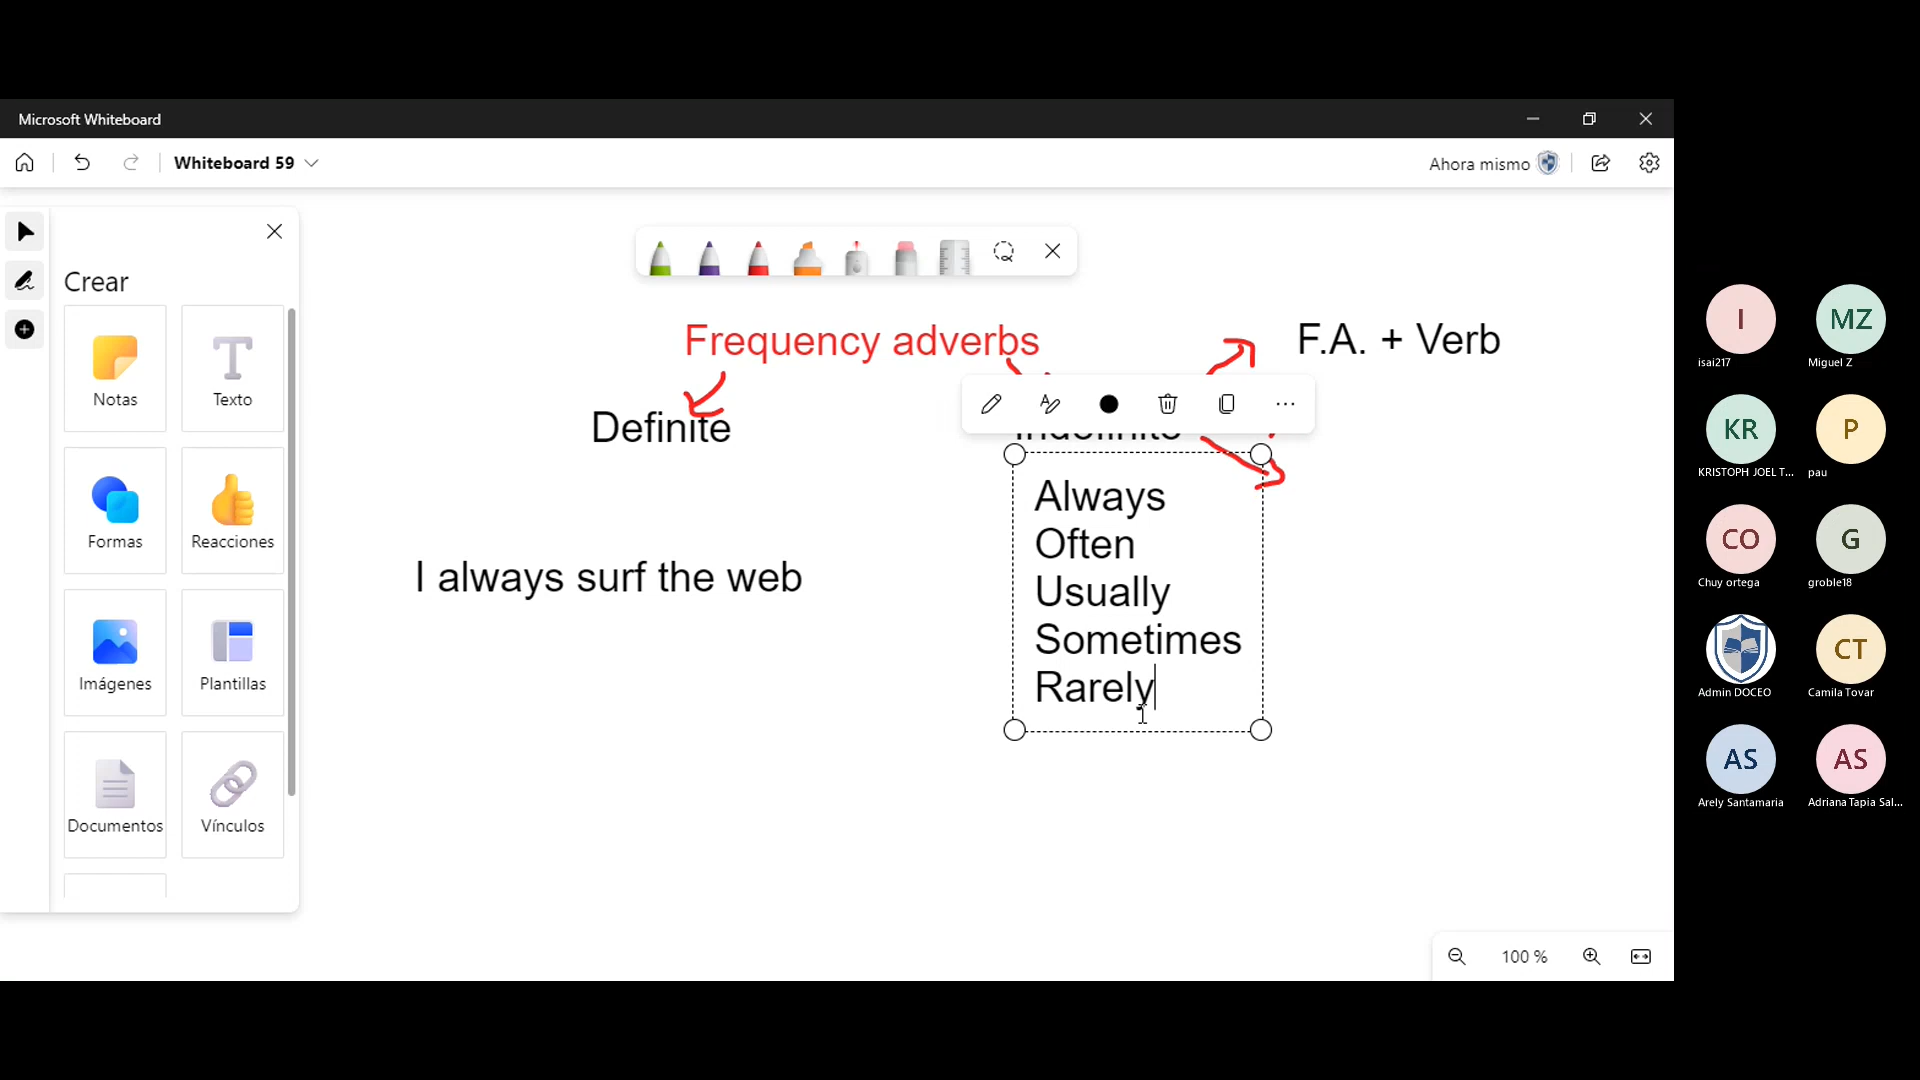 Microsoft Whiteboard
Whiteboard 59
Ahora mismo
Crear
Notas
Texto
Formas
Reacciones
Imágenes
Plantillas
Documentos
Vínculos
Frequency adverbs
F.A. + Verb
Definite
Indefinite
I always surf the web
Always
Often
Usually
Sometimes
Rarely
100 %
I
isai217
MZ
Miguel Z
KR
KRISTOPH JOEL T...
P
pau
CO
Chuy ortega
G
groble18
Admin DOCEO
CT
Camila Tovar
AS
Arely Santamaria
AS
Adriana Tapia Sal...